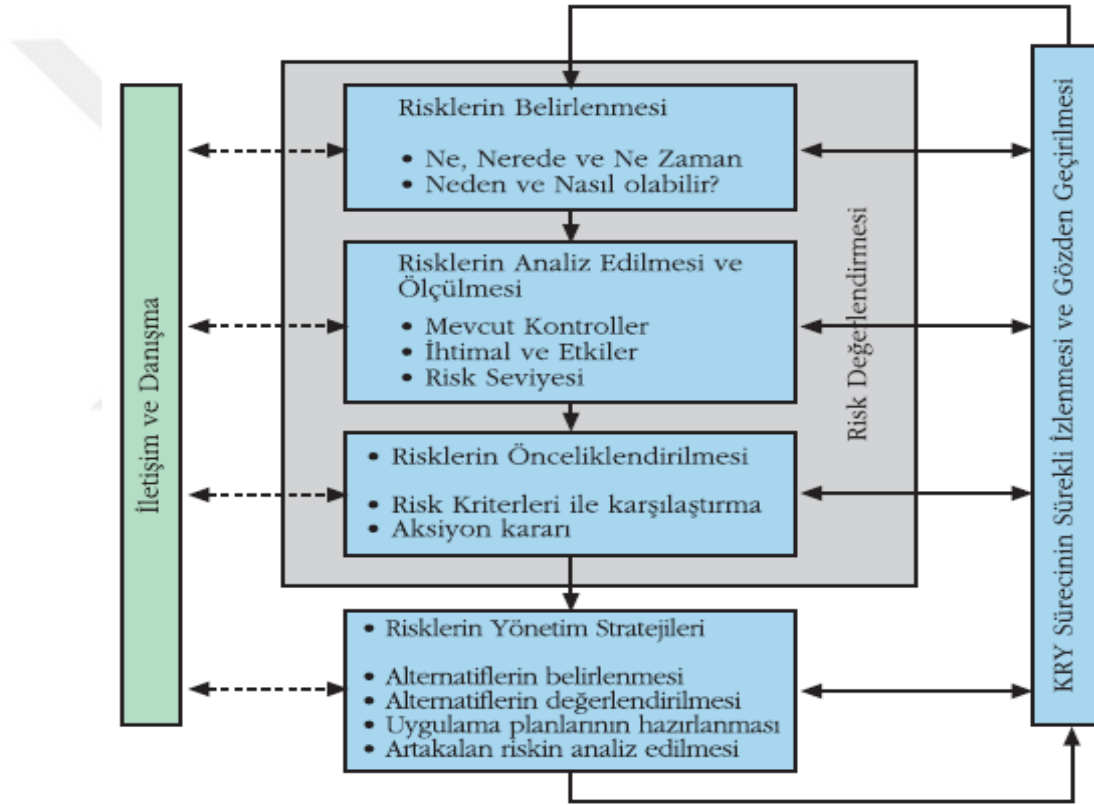 İletişim ve Danışma
Risklerin Belirlenmesi
• Ne, Nerede ve Ne Zaman
• Neden ve Nasıl olabilir?
Risklerin Analiz Edilmesi ve
Ölçülmesi
• Mevcut Kontroller
• İhtimal ve Etkiler
• Risk Seviyesi
• Risklerin Önceliklendirilmesi
• Risk Kriterleri ile karşılaştırma
• Aksiyon kararı
Risk Değerlendirmesi
• Risklerin Yönetim Stratejileri
• Alternatiflerin belirlenmesi
• Alternatiflerin değerlendirilmesi
• Uygulama planlarının hazırlanması
• Artakalan riskin analiz edilmesi
KRY Sürecinin Sürekli İzlenmesi ve Gözden Geçirilmesi